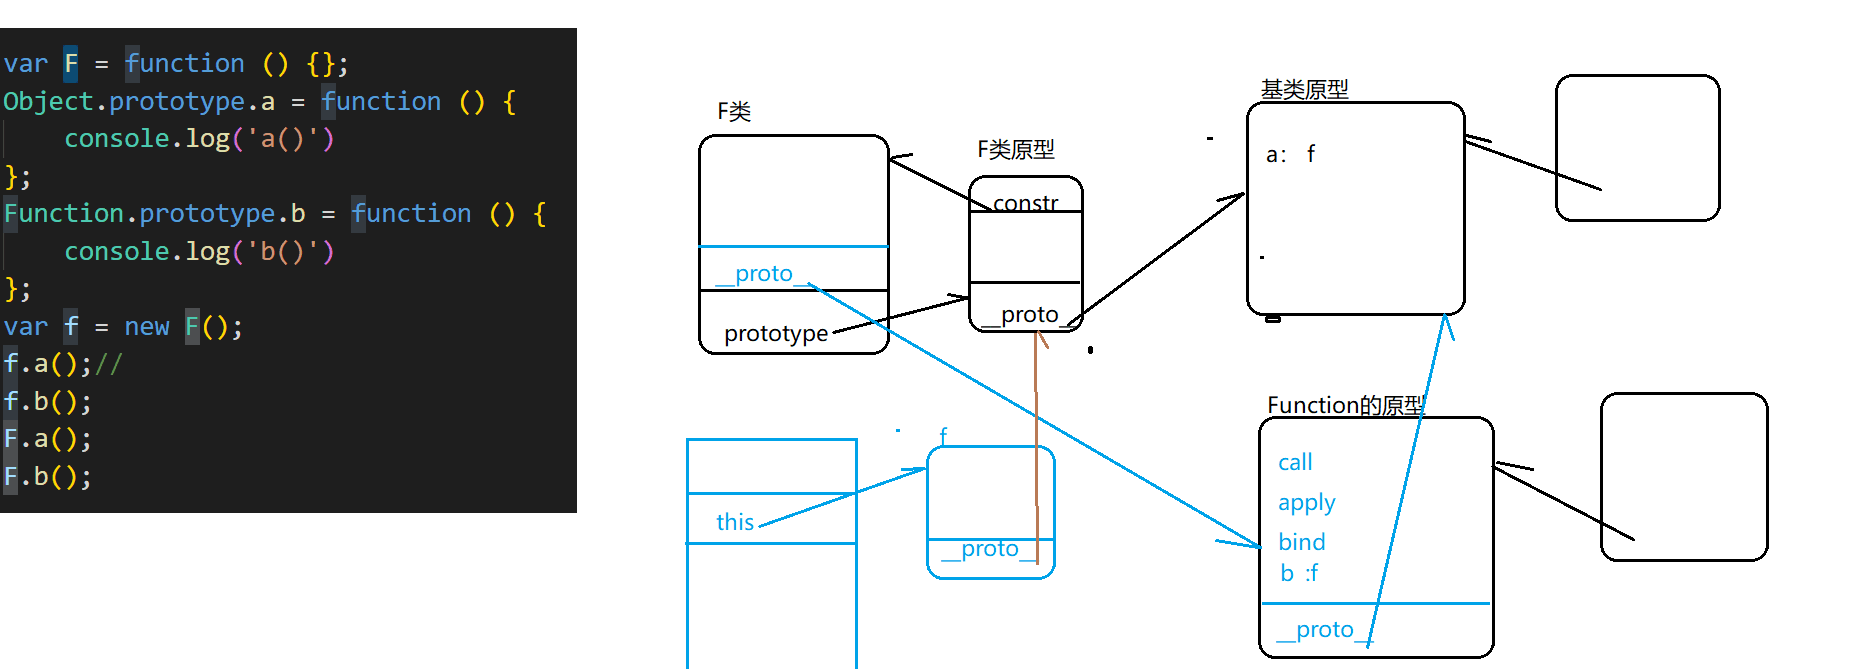 var F = function () {};
Object.prototype.a = function () {
console.log('a()')
};
Function.prototype.b = function () {
console.log('b()')
};
var f = new F();
f.a();//
f.b();
F.a();
F.b();
F类
__proto__
prototype
F类原型
constr
__proto__
基类原型
a: f
this
f
__proto__
Function的原型
call
apply
bind
b :f
__proto__